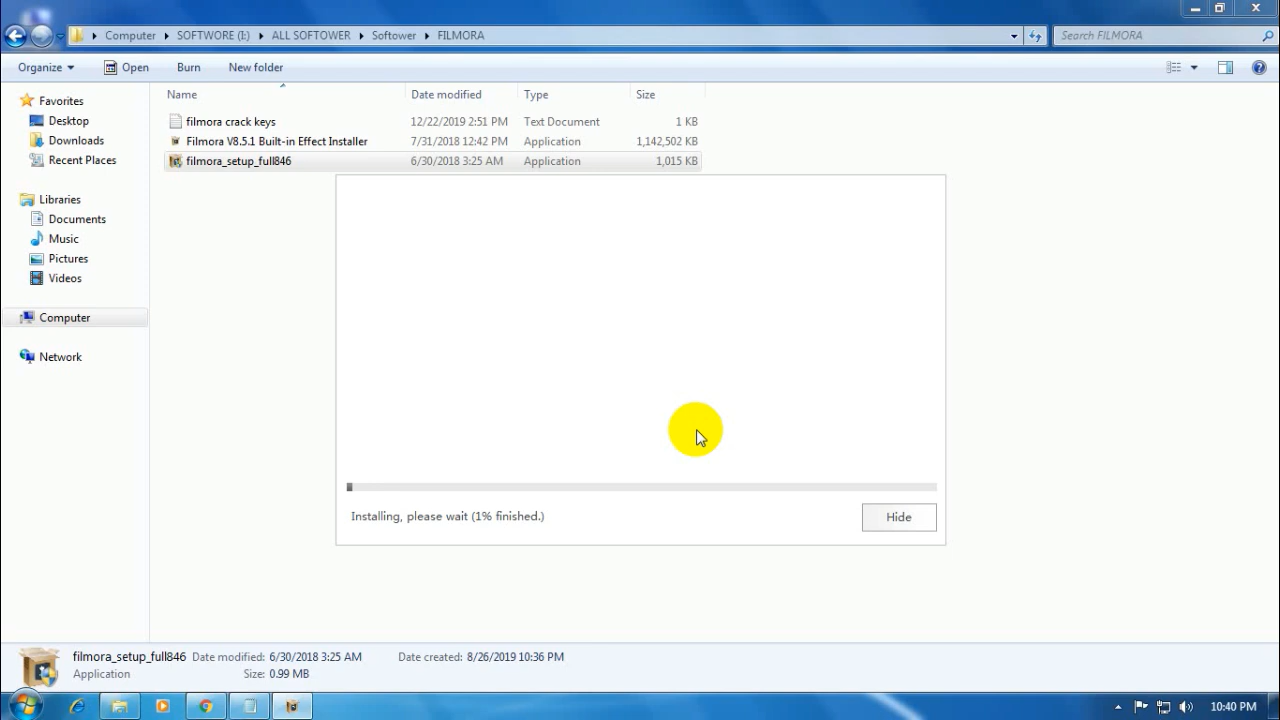 Computer ▸ SOFTWORE (I:) ▸ ALL SOFTOWER ▸ Softower ▸ FILMORA
Search FILMORA
Organize Open Burn New folder
Name Date modified Type Size
Favorites
Desktop
Downloads
Recent Places
Libraries
Documents
Music
Pictures
Videos
Computer
Network
filmora crack keys 12/22/2019 2:51 PM Text Document 1 KB
Filmora V8.5.1 Built-in Effect Installer 7/31/2018 12:42 PM Application 1,142,502 KB
filmora_setup_full846 6/30/2018 3:25 AM Application 1,015 KB
Installing, please wait (1% finished.)
Hide
filmora_setup_full846 Date modified: 6/30/2018 3:25 AM Date created: 8/26/2019 10:36 PM
Application Size: 0.99 MB
10:40 PM